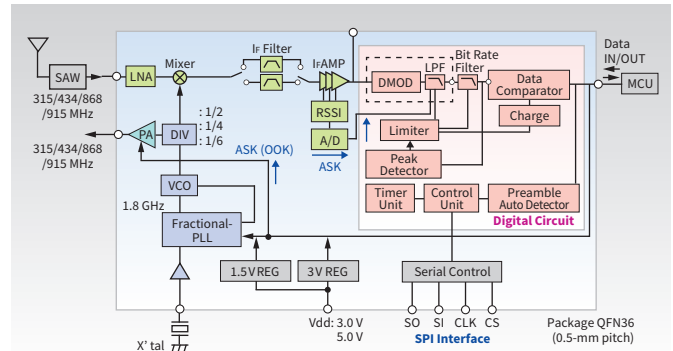 IF Filter
Mixer
IFAMP
Bit Rate
Filter
LPF
Data
IN/OUT
SAW
LNA
DMOD
Data
Comparator
MCU
315/434/868
/915 MHz
RSSI
Charge
: 1/2
: 1/4
: 1/6
PA
DIV
Limiter
A/D
ASK (OOK)
ASK
315/434/868
/915 MHz
Peak
Detector
VCO
Timer
Unit
Control
Unit
Preamble
Auto Detector
1.8 GHz
Digital Circuit
Fractional-
PLL
1.5 V REG
3 V REG
Serial Control
Vdd: 3.0 V
5.0 V
SO
SI
CLK
CS
SPI Interface
Package QFN36
(0.5-mm pitch)
X' tal